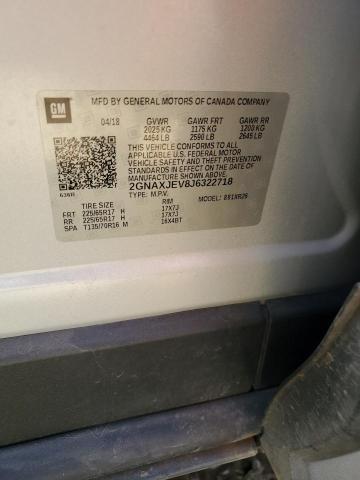 GM
MFD BY GENERAL MOTORS OF CANADA COMPANY
04/18 GVWR GAWR FRT GAWR RR
2025 KG 1175 KG 1200 KG
4464 LB 2590 LB 2645 LB
THIS VEHICLE CONFORMS TO ALL
APPLICABLE U.S. FEDERAL MOTOR
VEHICLE SAFETY, BUMPER, AND
THEFT PREVENTION STANDARDS
IN EFFECT ON THE DATE OF
MANUFACTURE SHOWN ABOVE.
2GNAXJEV8J6322718
TYPE: M.P.V. MODEL:
TIRE SIZE RIM
FRT 225/65R17 H 17X7J
RR 225/65R17 H 17X7J
SPA T135/70R16 M 16X4BT